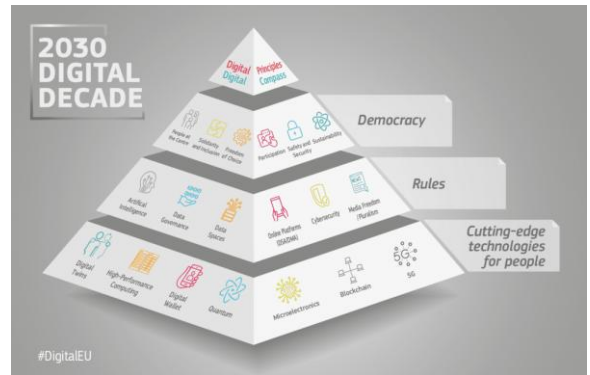 2030
DIGITAL
DECADE
Digital Principles
Digital Compass
People at
the Centre
Solidarity
and Inclusion
Freedom
of Choice
Participation
Safety and
Security
Sustainability
Democracy
Artificial
Intelligence
Data
Governance
Data
Spaces
Online Platforms
(DSA/DMA)
Cybersecurity
Media Freedom
/ Pluralism
Rules
Digital
Twins
High-Performance
Computing
Digital
Wallet
Quantum
Microelectronics
Blockchain
5G
5G
Cutting-edge
technologies
for people
#DigitalEU